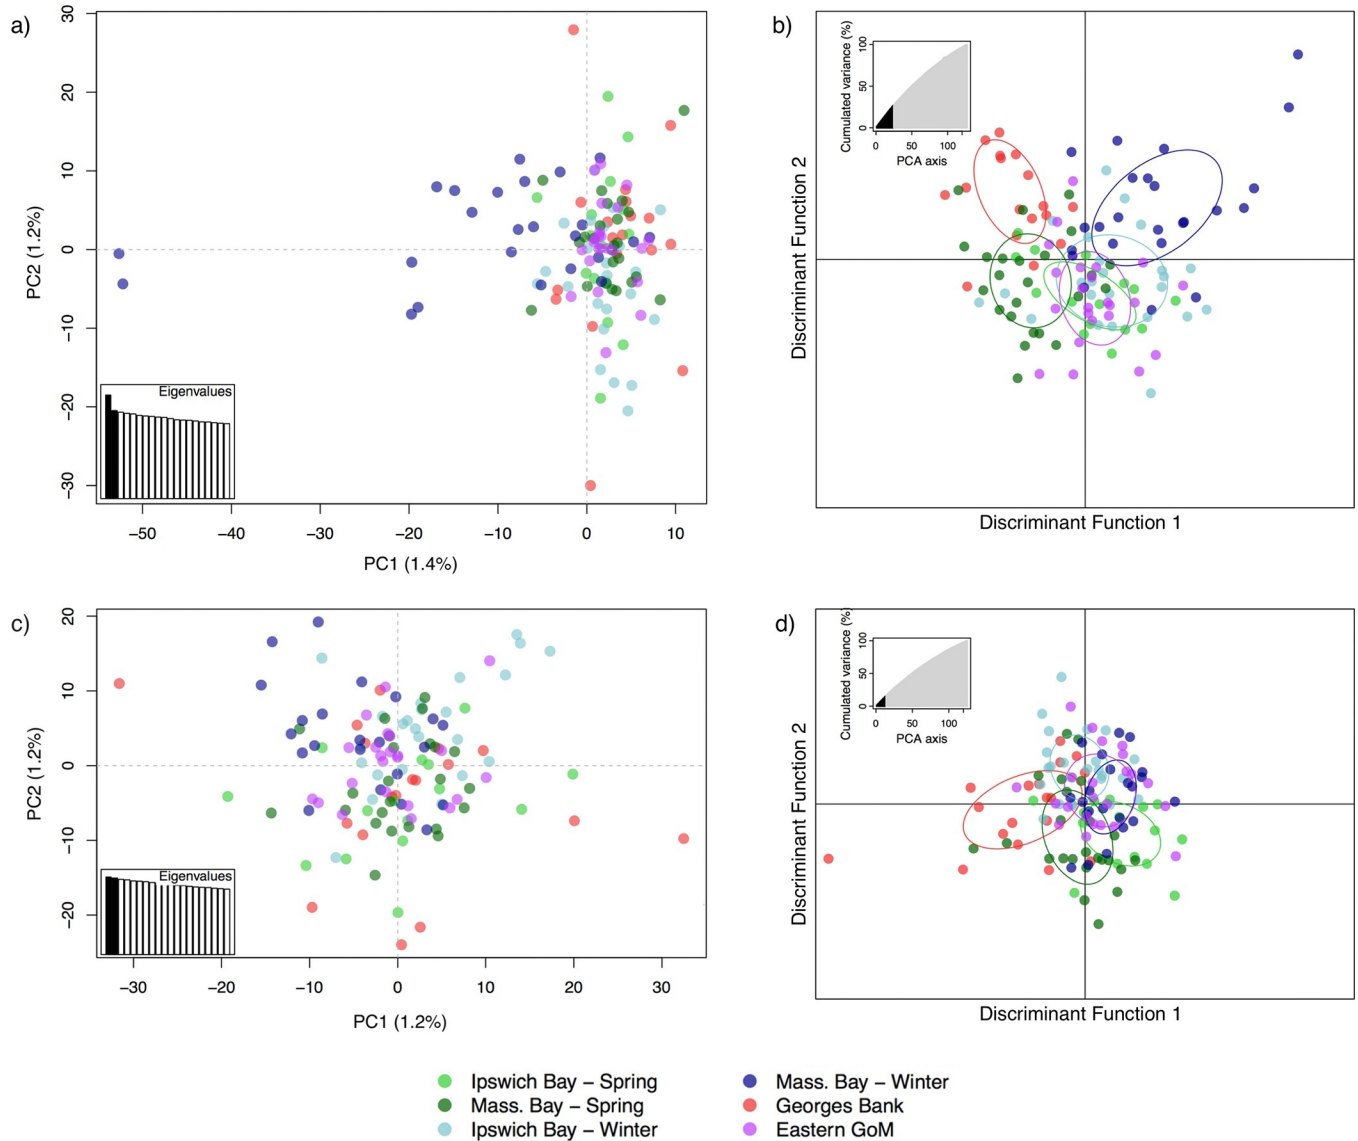 a)
30
20
10
0
−10
−20
−30
PC2 (1.2%)
Eigenvalues
−50 −40 −30 −20 −10 0 10
PC1 (1.4%)
b)
Cumulated variance (%)
100
50
0
0 50 100
PCA axis
Discriminant Function 2
Discriminant Function 1
c)
20
10
0
−10
−20
PC2 (1.2%)
Eigenvalues
−30 −20 −10 0 10 20 30
PC1 (1.2%)
d)
Cumulated variance (%)
100
50
0
0 50 100
PCA axis
Discriminant Function 2
Discriminant Function 1
Ipswich Bay − Spring
Mass. Bay − Spring
Ipswich Bay − Winter
Mass. Bay − Winter
Georges Bank
Eastern GoM